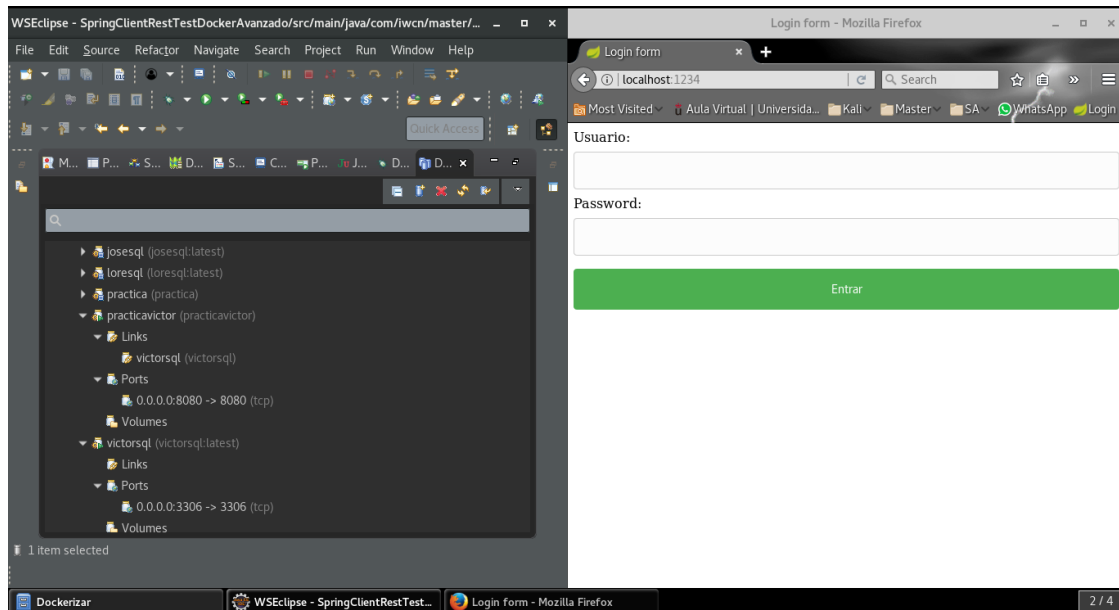 WSEclipse - SpringClientRestTestDockerAvanzado/src/main/java/com/iwcn/master/...
File Edit Source Refactor Navigate Search Project Run Window Help
Quick Access
M... P... S... D... S... C... P... J... D... D...
josesql (josesql:latest)
loresql (loresql:latest)
practica (practica)
practicavictor (practicavictor)
Links
victorsql (victorsql)
Ports
0.0.0.0:8080 -> 8080 (tcp)
Volumes
victorsql (victorsql:latest)
Links
Ports
0.0.0.0:3306 -> 3306 (tcp)
Volumes
1 item selected
Login form - Mozilla Firefox
Login form
localhost:1234
Search
Most Visited Aula Virtual | Universida... Kali Master SA WhatsApp Login
Usuario:
Password:
Entrar
Dockerizar
WSEclipse - SpringClientRestTest...
Login form - Mozilla Firefox
2 / 4